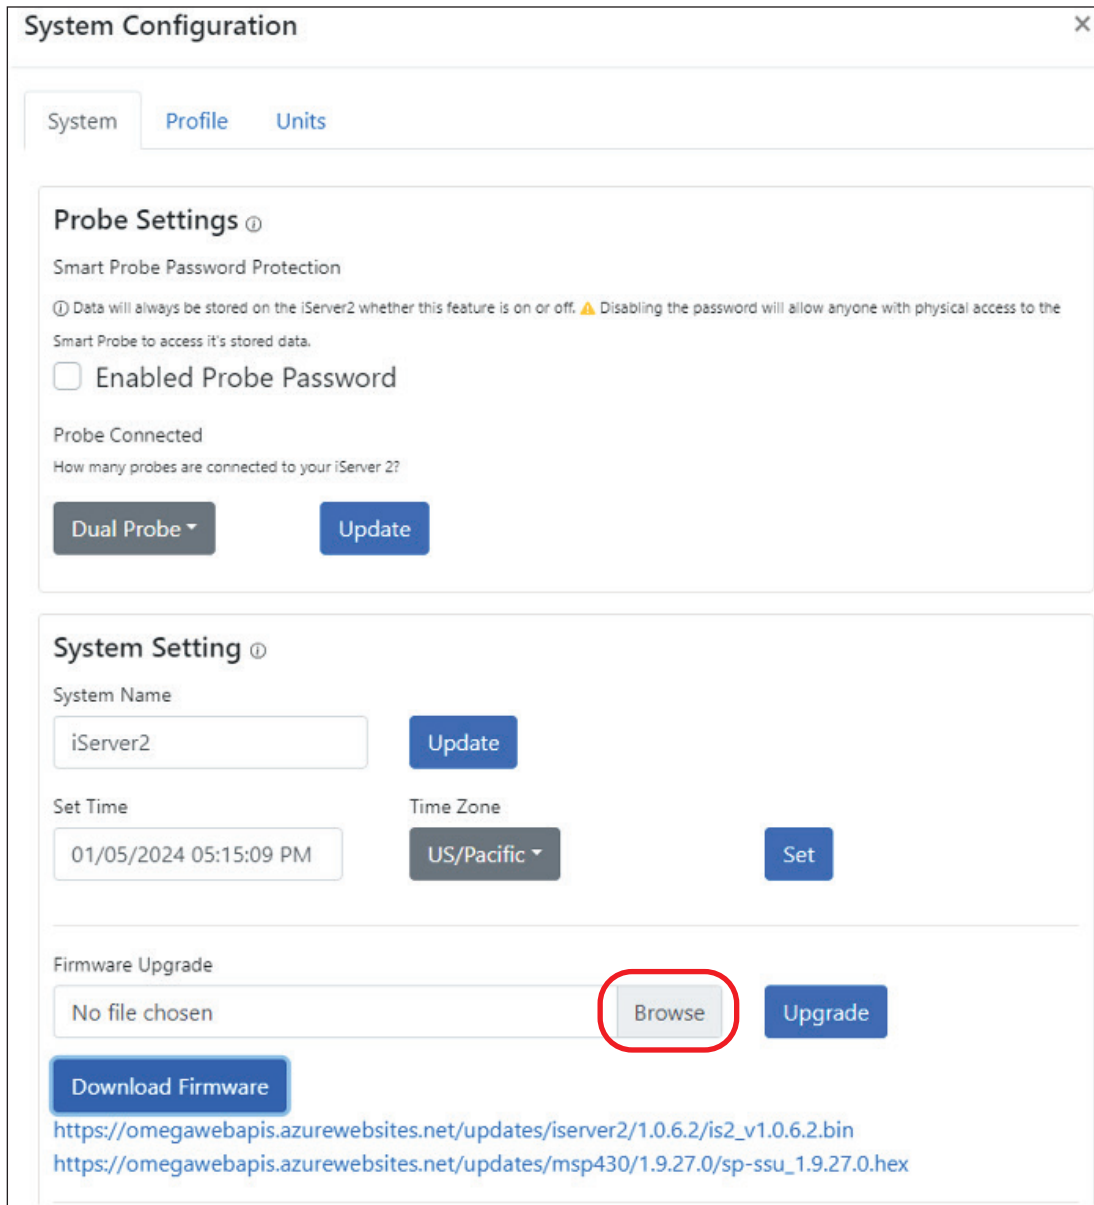 System Configuration ×
System Profile Units
Probe Settings ⓘ
Smart Probe Password Protection
ⓘ Data will always be stored on the iServer2 whether this feature is on or off. ⚠ Disabling the password will allow anyone with physical access to the
Smart Probe to access it's stored data.
Enabled Probe Password
Probe Connected
How many probes are connected to your iServer 2?
Dual Probe Update
System Setting ⓘ
System Name
iServer2 Update
Set Time Time Zone
01/05/2024 05:15:09 PM US/Pacific Set
Firmware Upgrade
No file chosen Browse Upgrade
Download Firmware
https://omegawebapis.azurewebsites.net/updates/iserver2/1.0.6.2/is2_v1.0.6.2.bin
https://omegawebapis.azurewebsites.net/updates/msp430/1.9.27.0/sp-ssu_1.9.27.0.hex